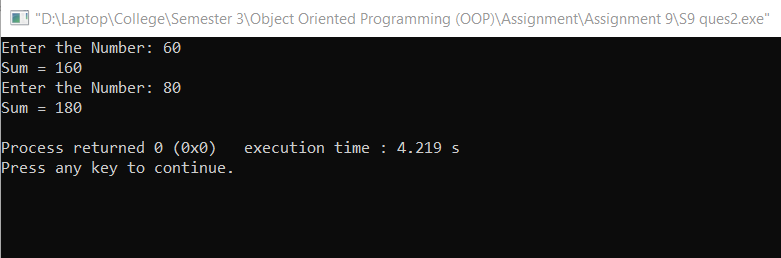 "D:\Laptop\College\Semester 3\Object Oriented Programming (OOP)\Assignment\Assignment 9\S9 ques2.exe"
Enter the Number: 60
Sum = 160
Enter the Number: 80
Sum = 180
Process returned 0 (0x0)   execution time : 4.219 s
Press any key to continue.